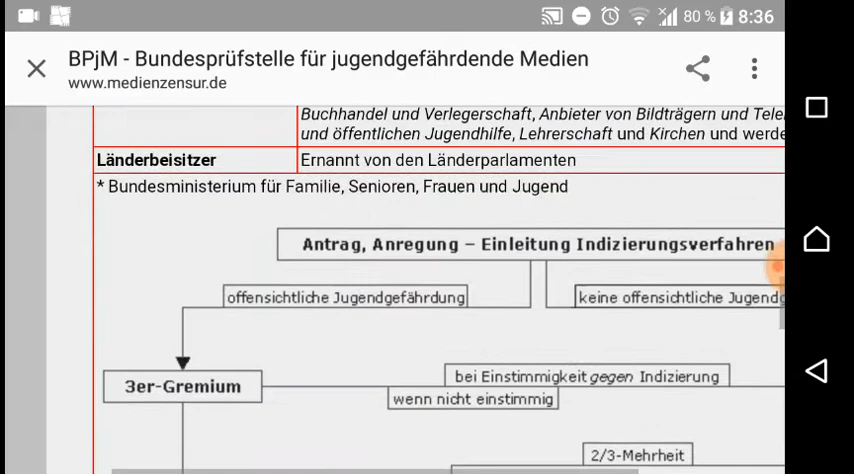 80 % 8:36
BPjM - Bundesprüfstelle für jugendgefährdende Medien
www.medienzensur.de
Buchhandel und Verlegerschaft, Anbieter von Bildträgern und
und öffentlichen Jugendhilfe, Lehrerschaft und Kirchen und
Länderbeisitzer Ernannt von den Länderparlamenten
* Bundesministerium für Familie, Senioren, Frauen und Jugend
Antrag, Anregung – Einleitung Indizierungsverfahren
offensichtliche Jugendgefährdung keine offensichtliche
3er-Gremium
bei Einstimmigkeit gegen Indizierung
wenn nicht einstimmig
2/3-Mehrheit